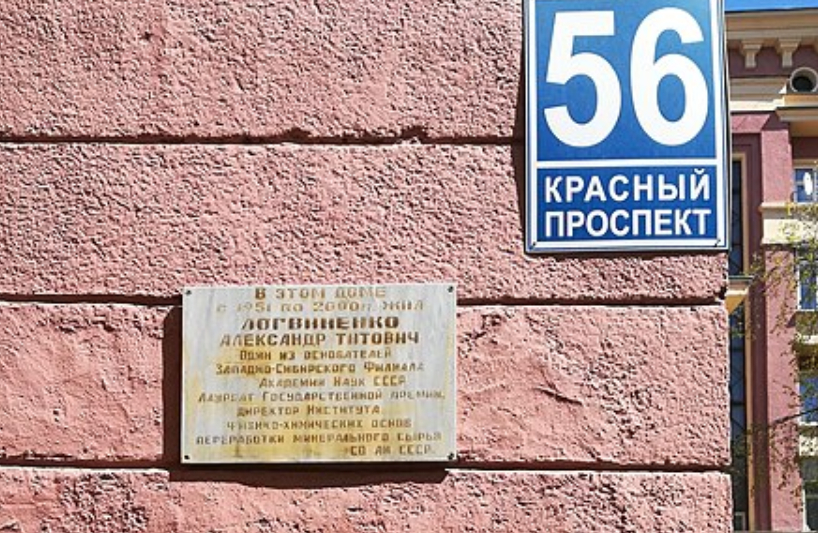 56
КРАСНЫЙ
ПРОСПЕКТ
В ЭТОМ ДОМЕ
С 1951 ПО 2000г. ЖИЛ
ЛОГВИНЕНКО
АЛЕКСАНДР ТИТОВИЧ
ОДИН ИЗ ОСНОВАТЕЛЕЙ
ЗАПАДНО-СИБИРСКОГО ФИЛИАЛА
АКАДЕМИИ НАУК СССР,
ЛАУРЕАТ ГОСУДАРСТВЕННОЙ ПРЕМИИ,
ДИРЕКТОР ИНСТИТУТА
ФИЗИКО-ХИМИЧЕСКИХ ОСНОВ
ПЕРЕРАБОТКИ МИНЕРАЛЬНОГО СЫРЬЯ
СО АН СССР.